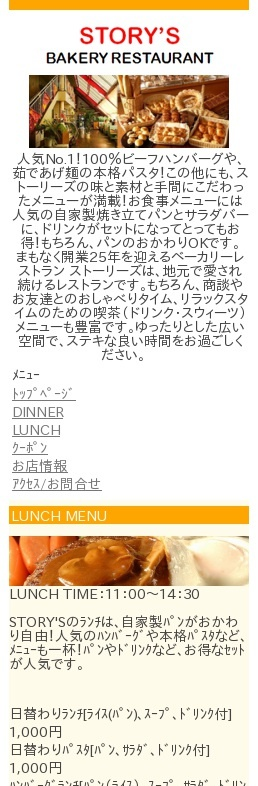 STORY'S
BAKERY RESTAURANT
人気No.1！100％ビーフハンバーグや、
茹であげ麺の本格パスタ！この他にも、ス
トーリーズの味と素材と手間にこだわっ
たメニューが満載！お食事メニューには
人気の自家製焼き立てパンとサラダバー
に、ドリンクがセットになってとってもお
得！もちろん、パンのおかわりOKです。
まもなく開業25年を迎えるベーカリーレ
ストラン ストーリーズは、地元で愛され
続けるレストランです。もちろん、商談や
お友達とのおしゃべりタイム、リラックスタ
イムのための喫茶（ドリンク・スウィーツ）
メニューも豊富です。ゆったりとした広い
空間で、ステキな良い時間をお過ごしく
ださい。
ﾒﾆｭｰ
ﾄｯﾌﾟﾍﾟｰｼﾞ
DINNER
LUNCH
ｸｰﾎﾟﾝ
お店情報
ｱｸｾｽ/お問合せ
LUNCH MENU
LUNCH TIME：11：00～14：30
STORY'Sのランチは、自家製ﾊﾟﾝがおかわ
り自由！人気のﾊﾝﾊﾞｰｸﾞや本格ﾊﾟｽﾀなど、
ﾒﾆｭｰも一杯！ﾊﾟﾝやﾄﾞﾘﾝｸなど、お得なｾｯﾄ
が人気です。
日替わりﾗﾝﾁ[ﾗｲｽ(ﾊﾟﾝ)､ｽｰﾌﾟ､ﾄﾞﾘﾝｸ付]
1,000円
日替わりﾊﾟｽﾀ[ﾊﾟﾝ､ｻﾗﾀﾞ､ﾄﾞﾘﾝｸ付]
1,000円